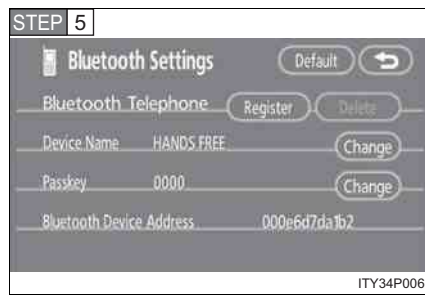 STEP 5
Bluetooth Settings Default
Bluetooth Telephone Register Delete
Device Name HANDS FREE Change
Passkey 0000 Change
Bluetooth Device Address 000e6d7da1b2
ITY34P006